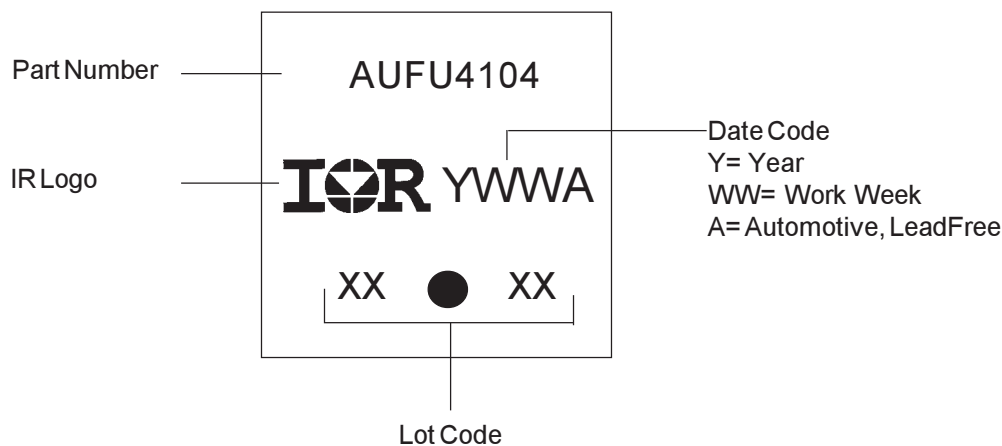 Part Number
AUFU4104
IR Logo
IOR YWWA
Date Code
Y= Year
WW= Work Week
A= Automotive, LeadFree
XX XX
Lot Code